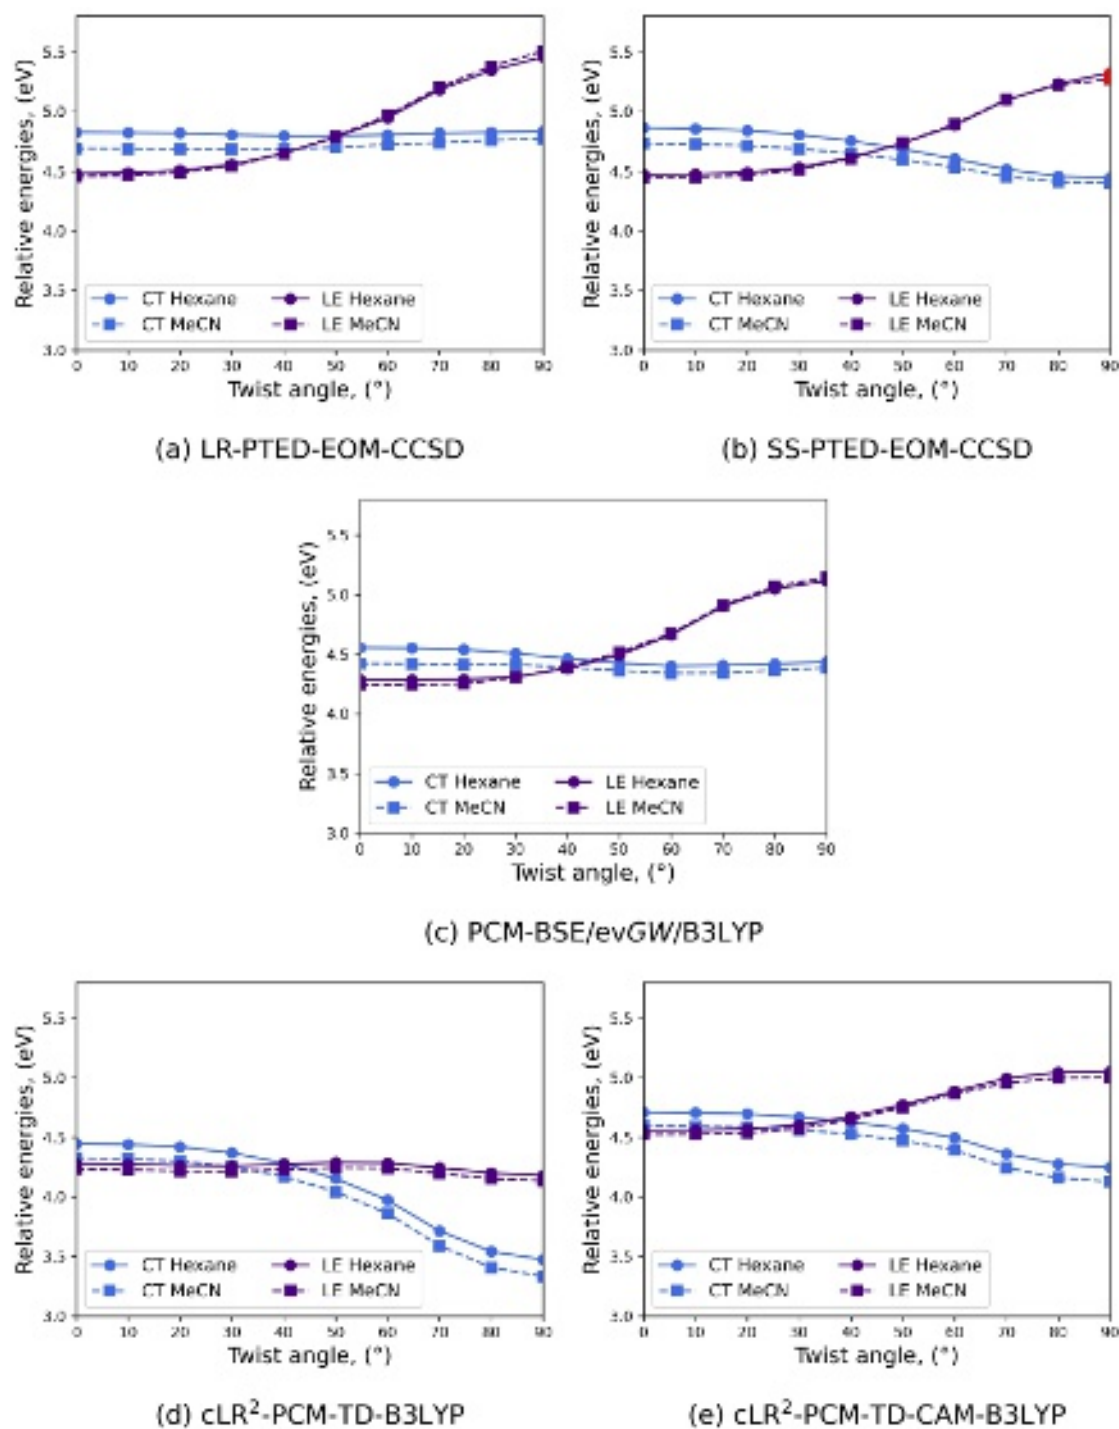 Relative energies, (eV)
5.5
5.0
4.5
4.0
3.5
3.0
CT Hexane LE Hexane
CT MeCN LE MeCN
0 10 20 30 40 50 60 70 80 90
Twist angle, (°)
(a) LR-PTED-EOM-CCSD
Relative energies, (eV)
5.5
5.0
4.5
4.0
3.5
3.0
CT Hexane LE Hexane
CT MeCN LE MeCN
0 10 20 30 40 50 60 70 80 90
Twist angle, (°)
(b) SS-PTED-EOM-CCSD
Relative energies, (eV)
5.5
5.0
4.5
4.0
3.5
3.0
CT Hexane LE Hexane
CT MeCN LE MeCN
0 10 20 30 40 50 60 70 80 90
Twist angle, (°)
(c) PCM-BSE/evGW/B3LYP
Relative energies, (eV)
5.5
5.0
4.5
4.0
3.5
3.0
CT Hexane LE Hexane
CT MeCN LE MeCN
0 10 20 30 40 50 60 70 80 90
Twist angle, (°)
(d) cLR²-PCM-TD-B3LYP
Relative energies, (eV)
5.5
5.0
4.5
4.0
3.5
3.0
CT Hexane LE Hexane
CT MeCN LE MeCN
0 10 20 30 40 50 60 70 80 90
Twist angle, (°)
(e) cLR²-PCM-TD-CAM-B3LYP